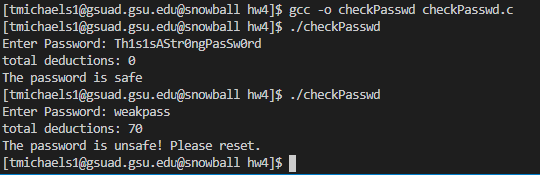 [tmichaels1@gsuad.gsu.edu@snowball hw4]$ gcc -o checkPasswd checkPasswd.c
[tmichaels1@gsuad.gsu.edu@snowball hw4]$ ./checkPasswd
Enter Password: Th1s1sAStr0ngPasSw0rd
total deductions: 0
The password is safe
[tmichaels1@gsuad.gsu.edu@snowball hw4]$ ./checkPasswd
Enter Password: weakpass
total deductions: 70
The password is unsafe! Please reset.
[tmichaels1@gsuad.gsu.edu@snowball hw4]$